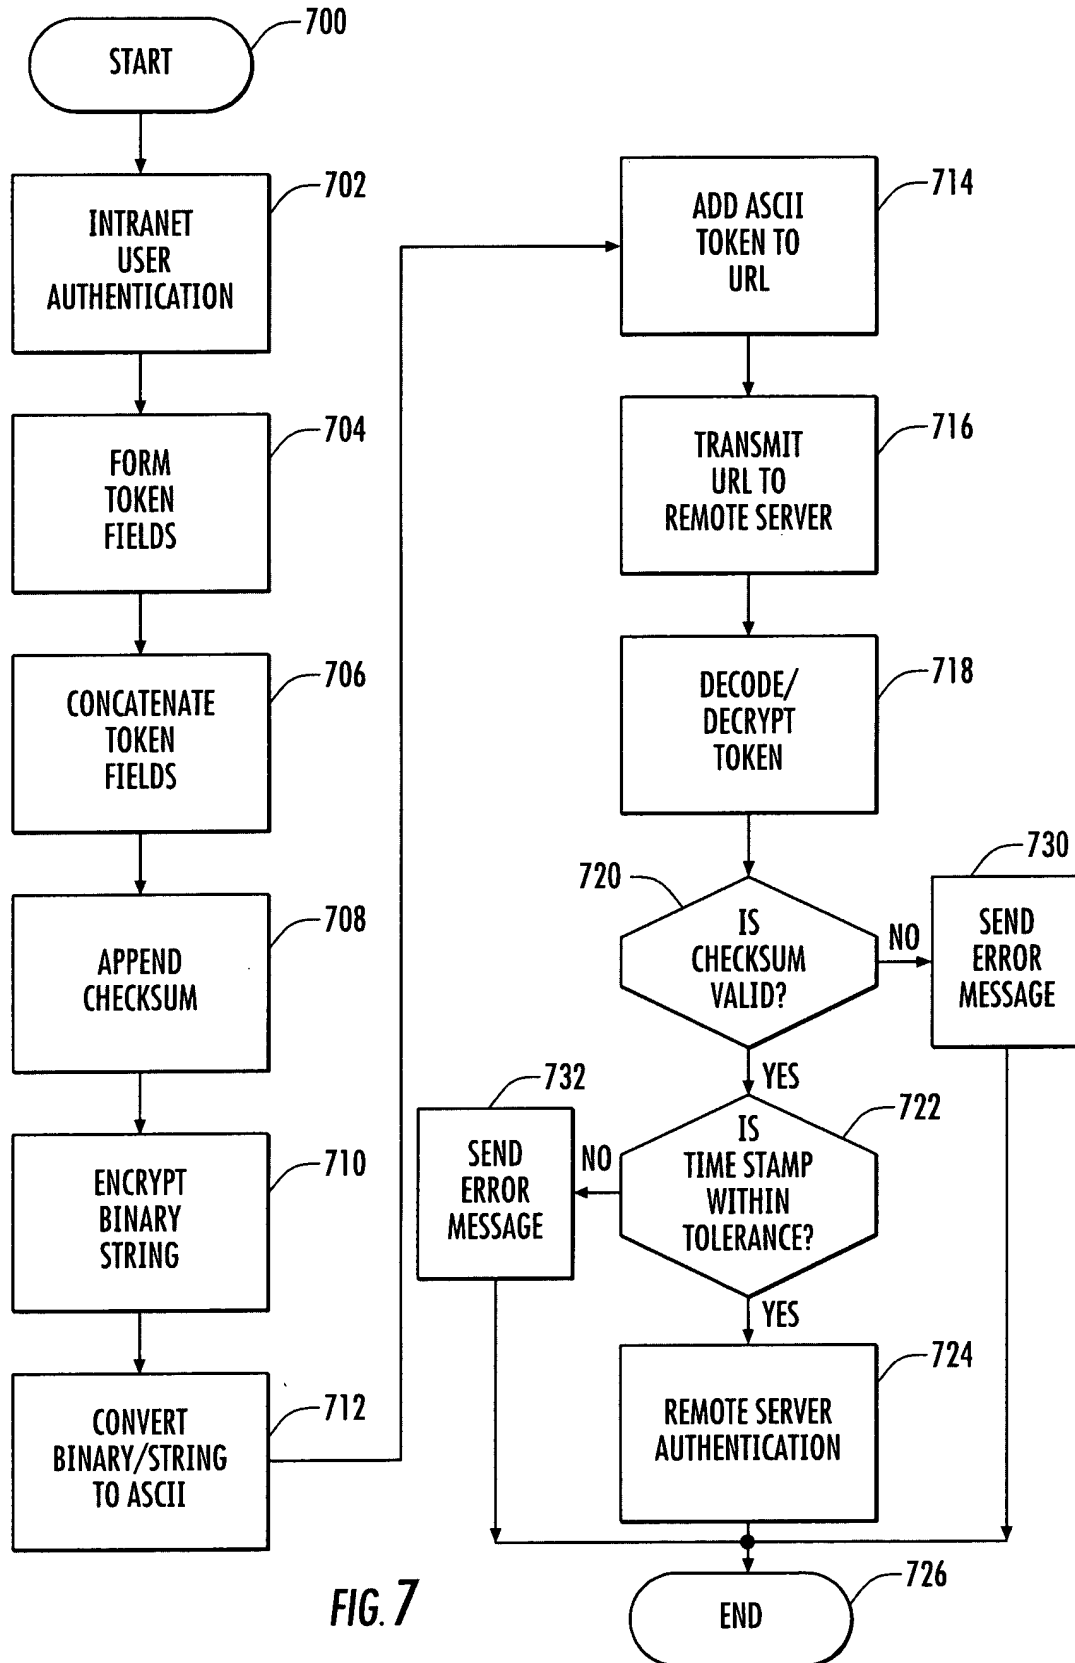 START
700
INTRANET
USER
AUTHENTICATION
702
FORM
TOKEN
FIELDS
704
CONCATENATE
TOKEN
FIELDS
706
APPEND
CHECKSUM
708
ENCRYPT
BINARY
STRING
710
CONVERT
BINARY/STRING
TO ASCII
712
ADD ASCII
TOKEN TO
URL
714
TRANSMIT
URL TO
REMOTE SERVER
716
DECODE/
DECRYPT
TOKEN
718
IS
CHECKSUM
VALID?
720
NO
SEND
ERROR
MESSAGE
730
YES
IS
TIME STAMP
WITHIN
TOLERANCE?
722
NO
SEND
ERROR
MESSAGE
732
YES
REMOTE SERVER
AUTHENTICATION
724
END
726
FIG. 7